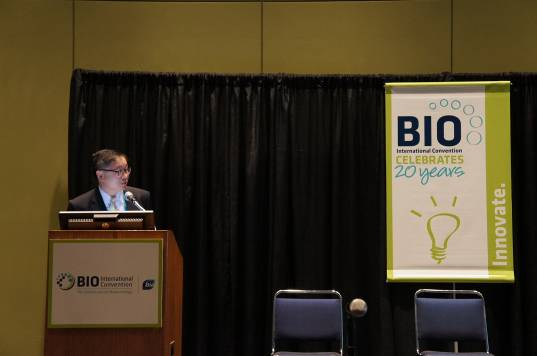 BIO International
Convention
bio
BIO
International Convention
CELEBRATES
20 years
Innovate.